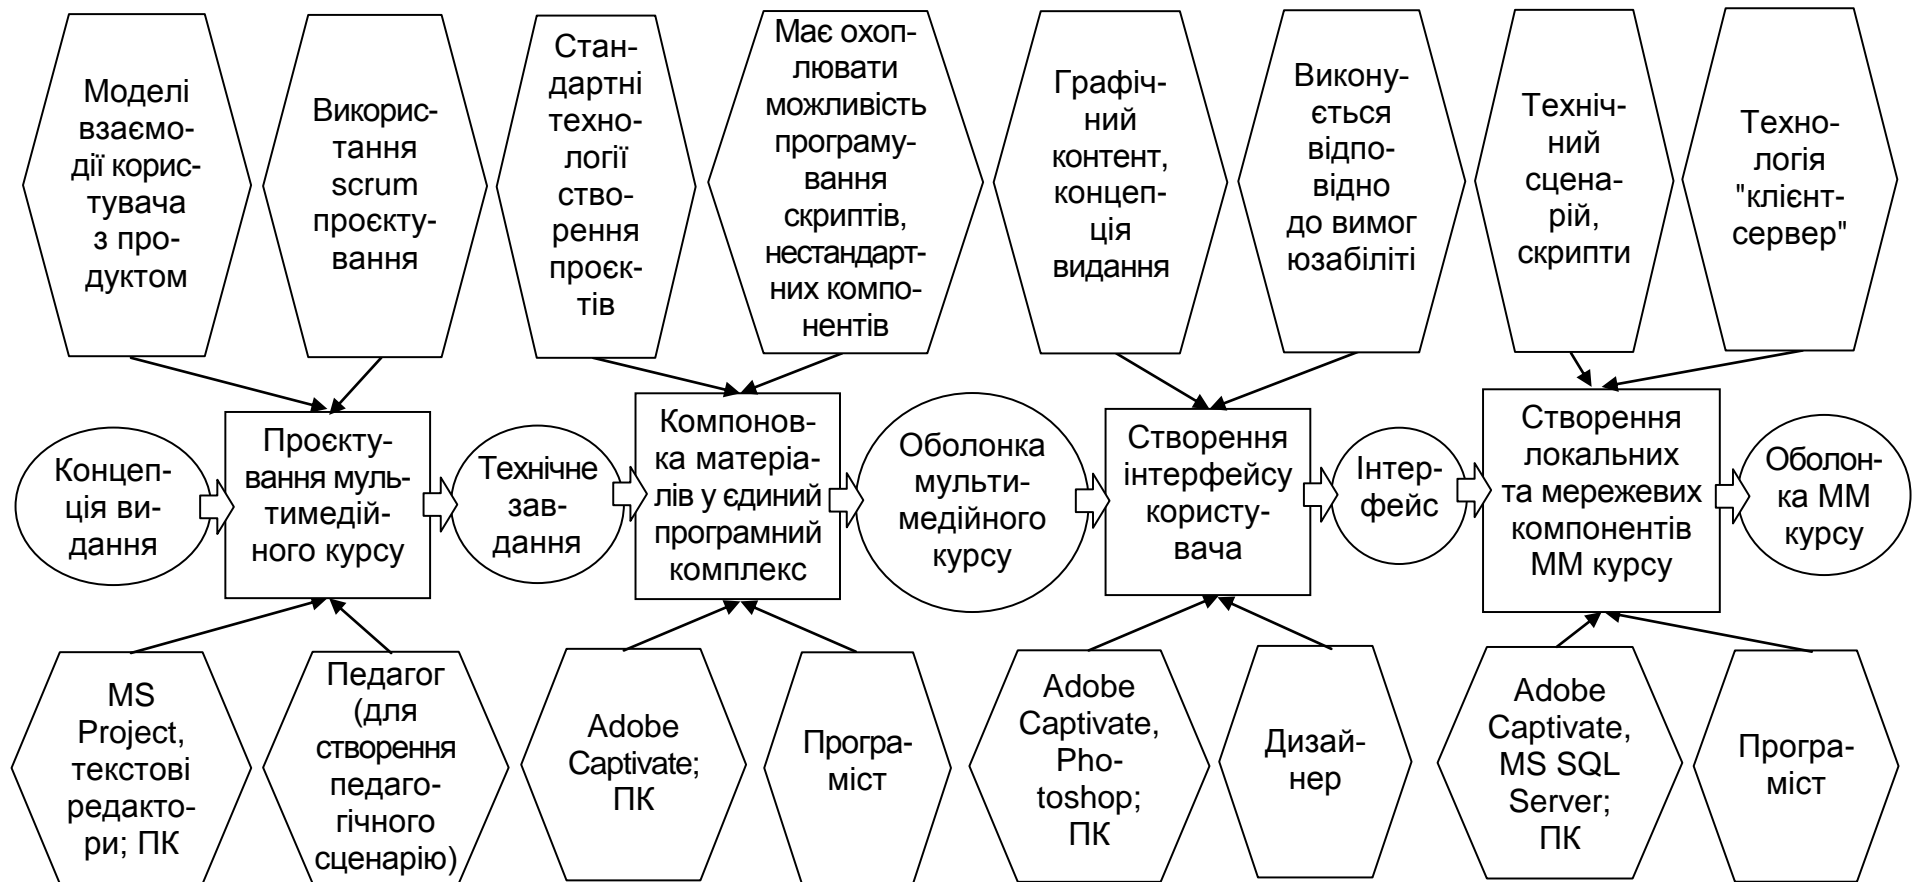 Моделі
взаємо-
дії корис-
тувача
з про-
дуктом
Викорис-
тання
scrum
проєкту-
вання
Стан-
дартні
техно-
логії
ство-
рення
проєк-
тів
Має охоп-
лювати
можливість
програму-
вання
скриптів,
нестандарт-
них компо-
нентів
Графіч-
ний
контент,
концеп-
ція
видання
Викону-
ється
відпо-
відно
до вимог
юзабіліті
Техніч-
ний
сцена-
рій,
скрипти
Техно-
логія
"клієнт-
сервер"
Концеп-
ція ви-
дання
Проєкту-
вання муль-
тимедій-
ного курсу
Технічне
зав-
дання
Компонов-
ка матеріа-
лів у єдиний
програмний
комплекс
Оболонка
мульти-
медійного
курсу
Створення
інтерфейсу
користу-
вача
Інтер-
фейс
Створення
локальних
та мережевих
компонентів
ММ курсу
Оболон-
ка ММ
курсу
MS
Project,
текстові
редакто-
ри; ПК
Педагог
(для
створення
педаго-
гічного
сценарію)
Adobe
Captivate;
ПК
Програ-
міст
Adobe
Captivate,
Pho-
toshop;
ПК
Дизай-
нер
Adobe
Captivate,
MS SQL
Server;
ПК
Програ-
міст